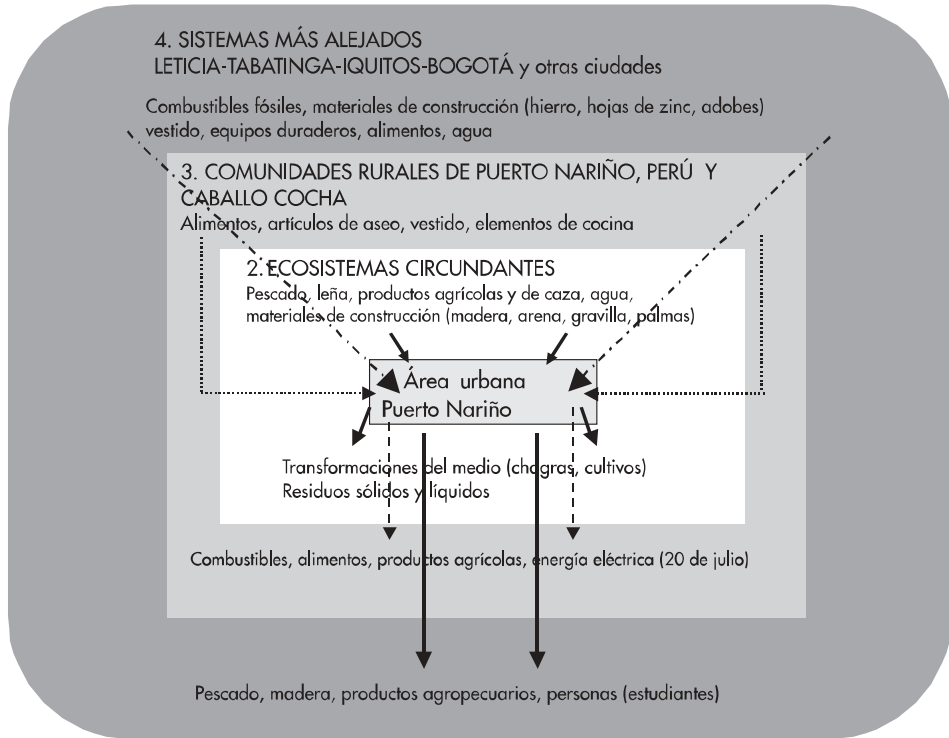 4. SISTEMAS MÁS ALEJADOS
LETICIA-TABATINGA-IQUITOS-BOGOTÁ y otras ciudades
Combustibles fósiles, materiales de construcción (hierro, hojas de zinc, adobes)
vestido, equipos duraderos, alimentos, agua
3. COMUNIDADES RURALES DE PUERTO NARIÑO, PERÚ Y
CABALLO COCHA
Alimentos, artículos de aseo, vestido, elementos de cocina
2. ECOSISTEMAS CIRCUNDANTES
Pescado, leña, productos agrícolas y de caza, agua,
materiales de construcción (madera, arena, gravilla, palmas)
Área urbana
Puerto Nariño
Transformaciones del medio (chagras, cultivos)
Residuos sólidos y líquidos
Combustibles, alimentos, productos agrícolas, energía eléctrica (20 de julio)
Pescado, madera, productos agropecuarios, personas (estudiantes)